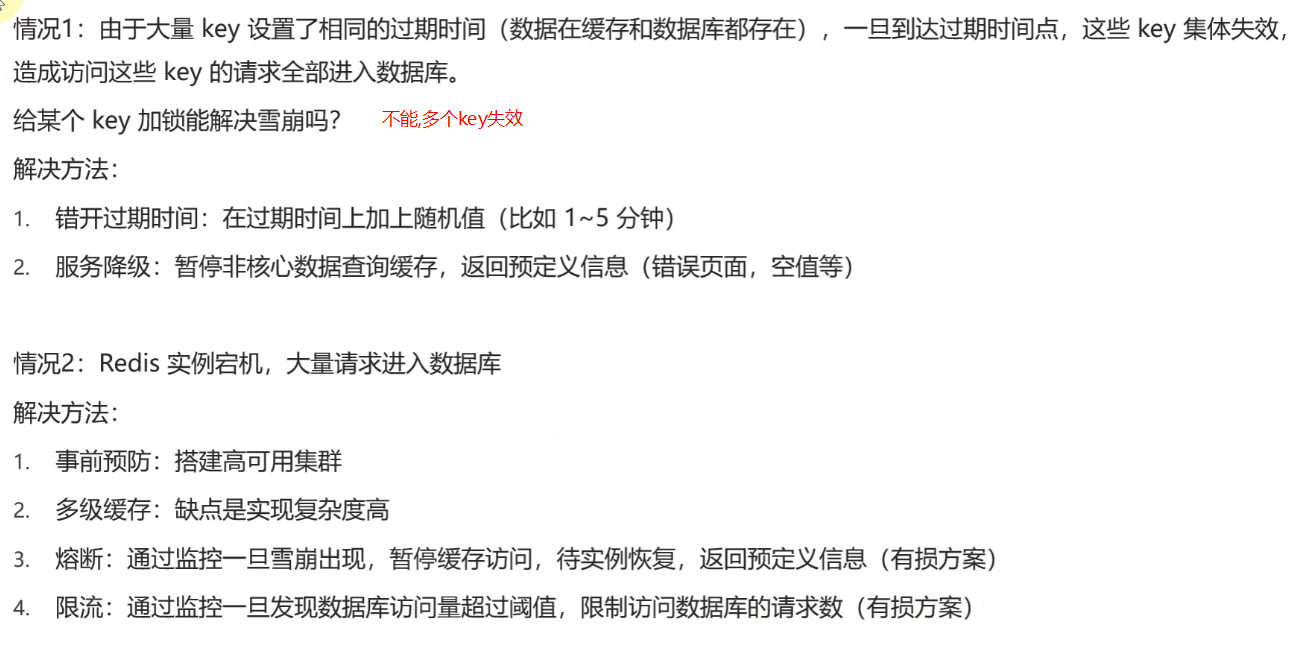 情况1：由于大量 key 设置了相同的过期时间（数据在缓存和数据库都存在），一旦到达过期时间点，这些 key 集体失效，
造成访问这些 key 的请求全部进入数据库。
给某个 key 加锁能解决雪崩吗？ 不能,多个key失效
解决方法：
1. 错开过期时间：在过期时间上加上随机值（比如 1~5 分钟）
2. 服务降级：暂停非核心数据查询缓存，返回预定义信息（错误页面，空值等）
情况2：Redis 实例宕机，大量请求进入数据库
解决方法：
1. 事前预防：搭建高可用集群
2. 多级缓存：缺点是实现复杂度高
3. 熔断：通过监控一旦雪崩出现，暂停缓存访问，待实例恢复，返回预定义信息（有损方案）
4. 限流：通过监控一旦发现数据库访问量超过阈值，限制访问数据库的请求数（有损方案）